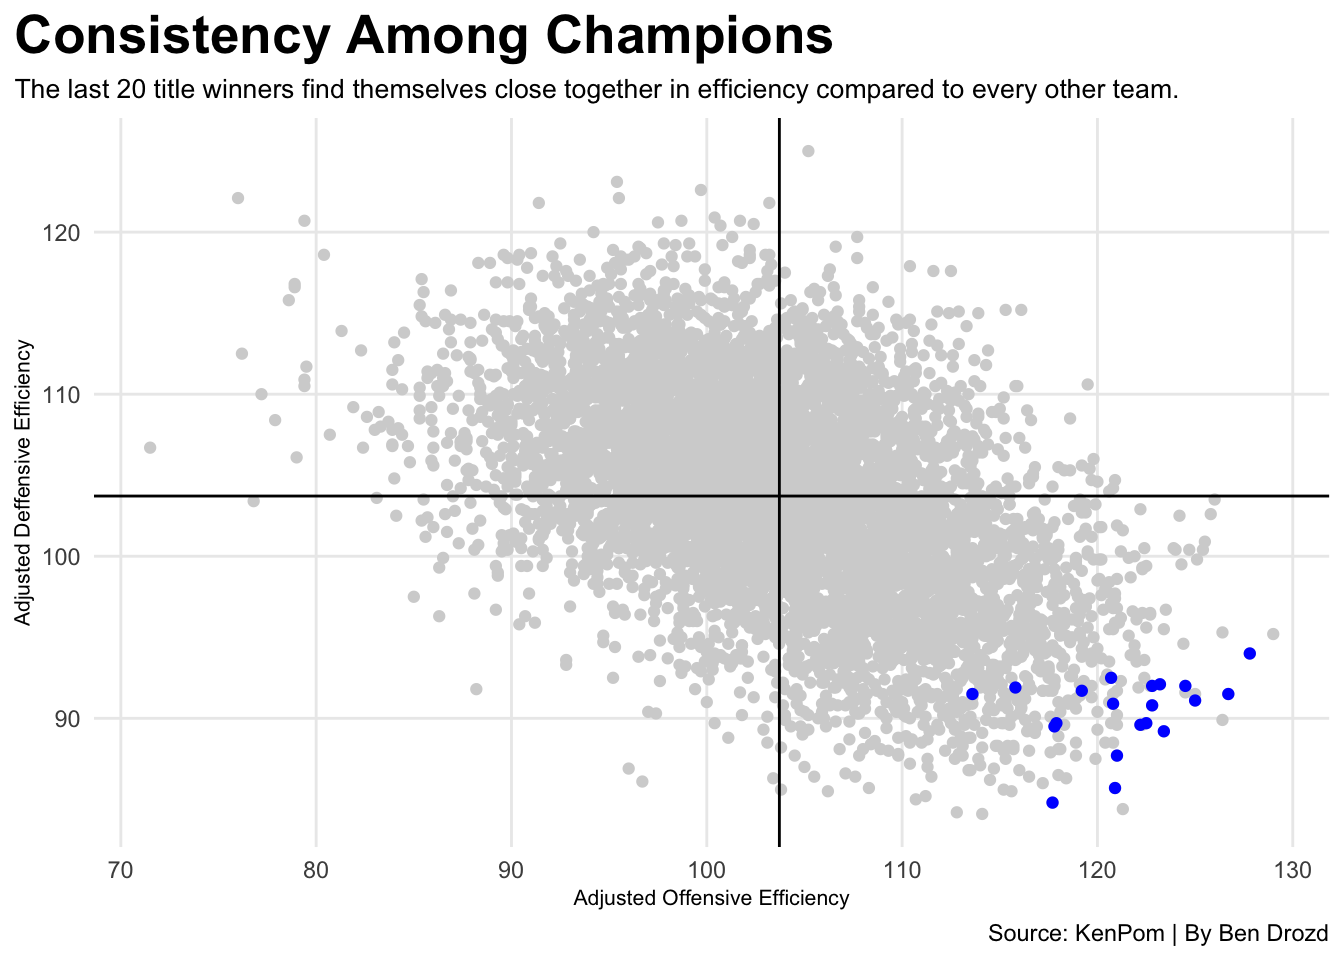 Consistency Among Champions
The last 20 title winners find themselves close together in efficiency compared to every other team.
Adjusted Deffensive Efficiency
120
110
100
90
70 80 90 100 110 120 130
Adjusted Offensive Efficiency
Source: KenPom | By Ben Drozd